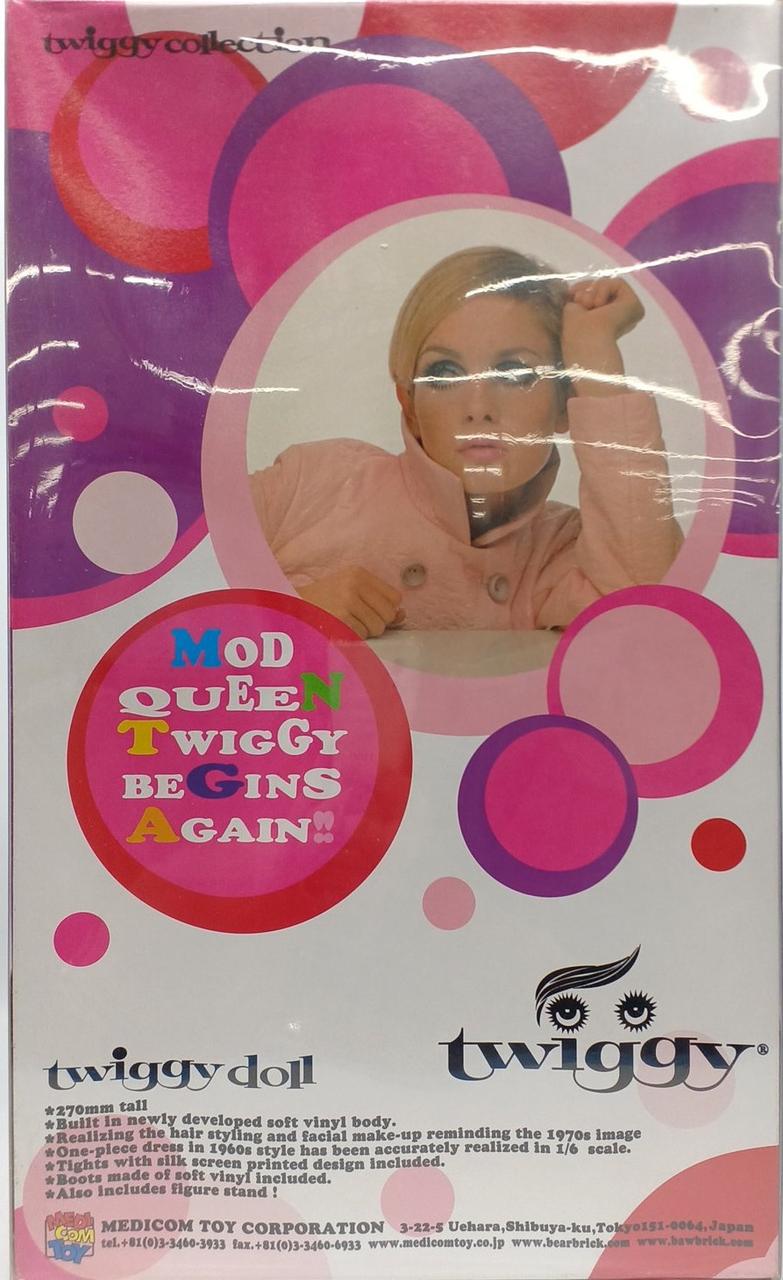 twiggy collection
MoD
QUEEN
TWIGGY
BEGINS
AGAIN!!
twiggy®
twiggy doll
*270mm tall
*Built in newly developed soft vinyl body.
*Realizing the hair styling and facial make-up reminding the 1970s image
*One-piece dress in 1960s style has been accurately realized in 1/6 scale.
*Tights with silk screen printed design included.
*Boots made of soft vinyl included.
*Also includes figure stand !
MEDI
COM
TOY
MEDICOM TOY CORPORATION 3-22-5 Uehara,Shibuya-ku,Tokyo151-0064,Japan
tel.+81(0)3-3460-3933 fax.+81(0)3-3460-6933 www.medicomtoy.co.jp www.bearbrick.com www.bawbrick.com